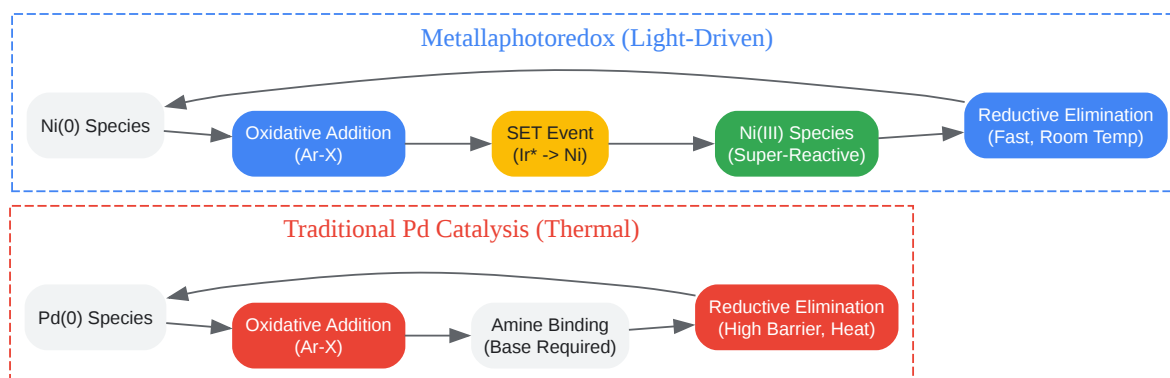 Metallaphotoredox (Light-Driven)
Ni(0) Species
Oxidative Addition
(Ar-X)
SET Event
(Ir* -> Ni)
Ni(III) Species
(Super-Reactive)
Reductive Elimination
(Fast, Room Temp)
Traditional Pd Catalysis (Thermal)
Pd(0) Species
Oxidative Addition
(Ar-X)
Amine Binding
(Base Required)
Reductive Elimination
(High Barrier, Heat)